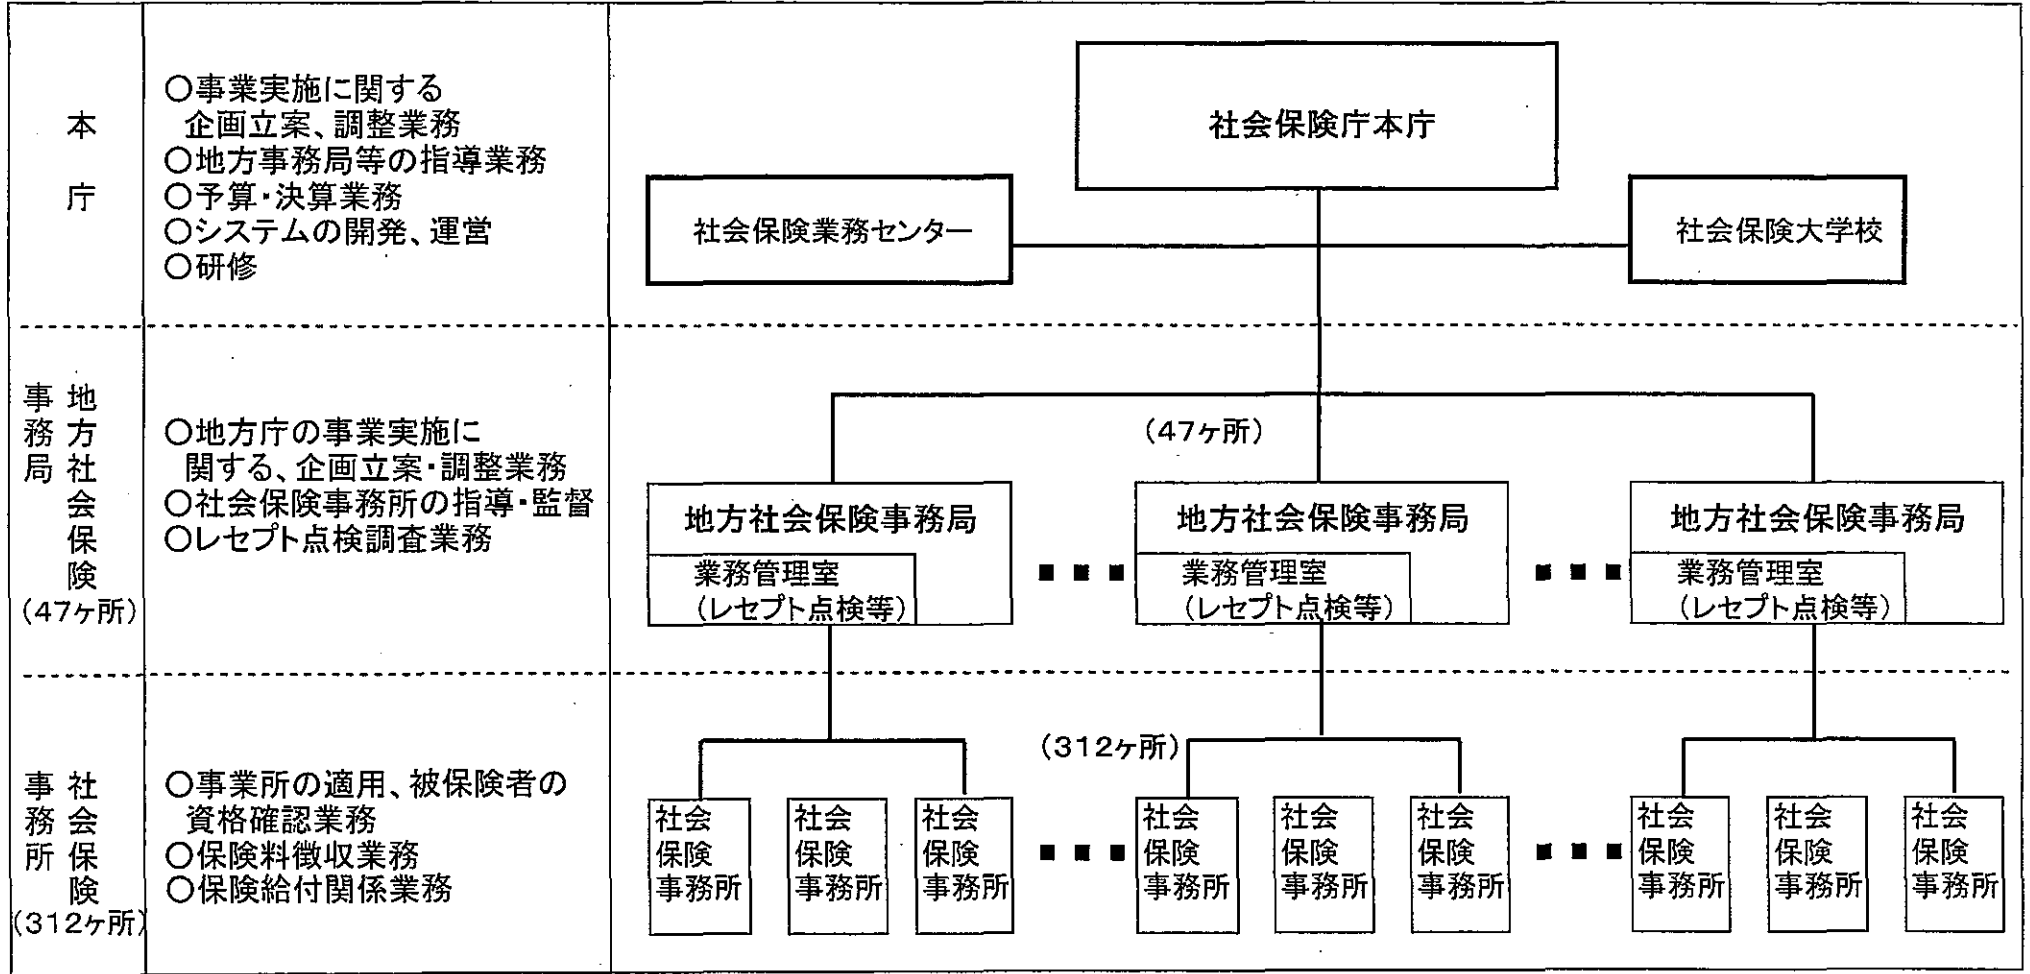 本庁
○事業実施に関する
企画立案、調整業務
○地方事務局等の指導業務
○予算・決算業務
○システムの開発、運営
○研修
社会保険庁本庁
社会保険業務センター
社会保険大学校
地方社会保険
事務局
(47ヶ所)
○地方庁の事業実施に
関する、企画立案・調整業務
○社会保険事務所の指導・監督
○レセプト点検調査業務
(47ヶ所)
地方社会保険事務局
業務管理室
(レセプト点検等)
地方社会保険事務局
業務管理室
(レセプト点検等)
地方社会保険事務局
業務管理室
(レセプト点検等)
社会保険
事務所
(312ヶ所)
○事業所の適用、被保険者の
資格確認業務
○保険料徴収業務
○保険給付関係業務
(312ヶ所)
社会
保険
事務所
社会
保険
事務所
社会
保険
事務所
社会
保険
事務所
社会
保険
事務所
社会
保険
事務所
社会
保険
事務所
社会
保険
事務所
社会
保険
事務所